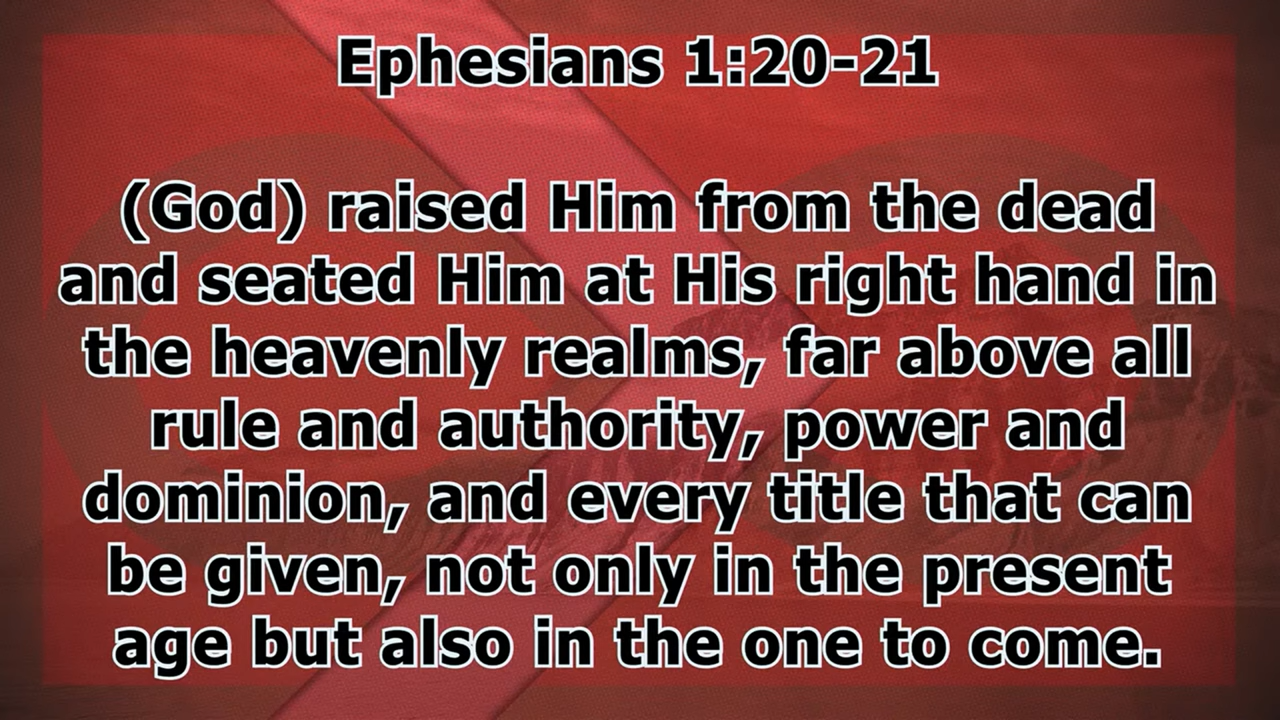 Ephesians 1:20-21
(God) raised Him from the dead
and seated Him at His right hand in
the heavenly realms, far above all
rule and authority, power and
dominion, and every title that can
be given, not only in the present
age but also in the one to come.